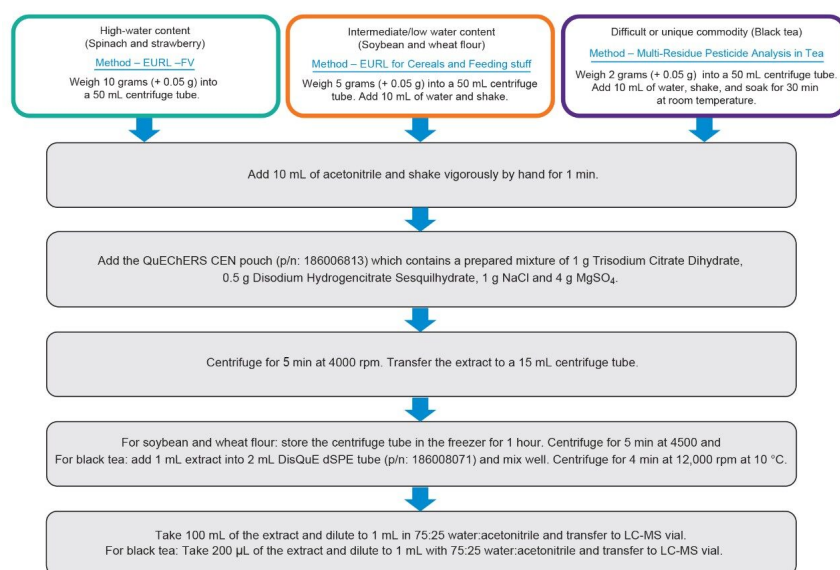 High-water content
(Spinach and strawberry)
Method – EURL –FV
Weigh 10 grams (+ 0.05 g) into
a 50 mL centrifuge tube.
Intermediate/low water content
(Soybean and wheat flour)
Method – EURL for Cereals and Feeding stuff
Weigh 5 grams (+ 0.05 g) into a 50 mL centrifuge
tube. Add 10 mL of water and shake.
Difficult or unique commodity (Black tea)
Method – Multi-Residue Pesticide Analysis in Tea
Weigh 2 grams (+ 0.05 g) into a 50 mL centrifuge tube.
Add 10 mL of water, shake, and soak for 30 min
at room temperature.
Add 10 mL of acetonitrile and shake vigorously by hand for 1 min.
Add the QuEChERS CEN pouch (p/n: 186006813) which contains a prepared mixture of 1 g Trisodium Citrate Dihydrate,
0.5 g Disodium Hydrogencitrate Sesquilhydrate, 1 g NaCl and 4 g MgSO₄.
Centrifuge for 5 min at 4000 rpm. Transfer the extract to a 15 mL centrifuge tube.
For soybean and wheat flour: store the centrifuge tube in the freezer for 1 hour. Centrifuge for 5 min at 4500 and
For black tea: add 1 mL extract into 2 mL DisQuE dSPE tube (p/n: 186008071) and mix well. Centrifuge for 4 min at 12,000 rpm at 10 °C.
Take 100 mL of the extract and dilute to 1 mL in 75:25 water:acetonitrile and transfer to LC-MS vial.
For black tea: Take 200 µL of the extract and dilute to 1 mL with 75:25 water:acetonitrile and transfer to LC-MS vial.